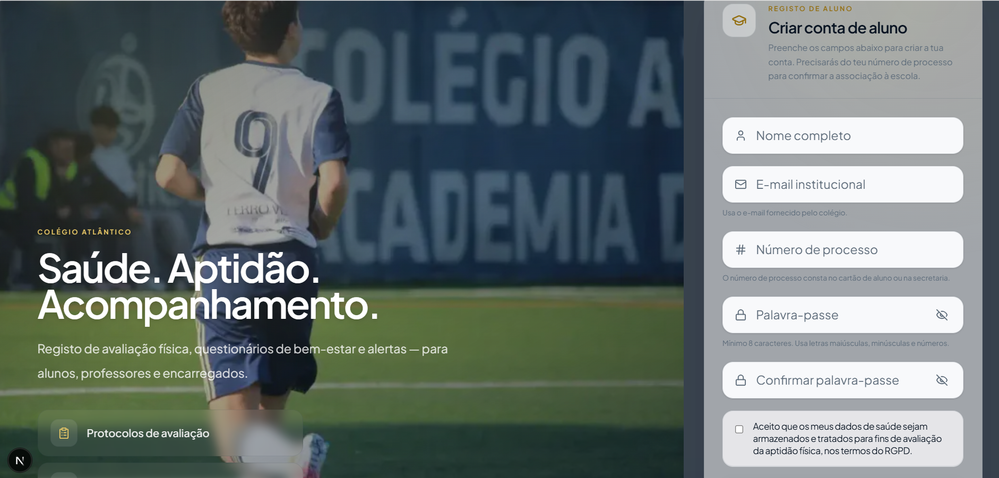 COLÉGIO A
ACADEMIA D
9
COLÉGIO ATLÂNTICO
Saúde. Aptidão.
Acompanhamento.
Registo de avaliação física, questionários de bem-estar e alertas — para
alunos, professores e encarregados.
Protocolos de avaliação
N
REGISTO DE ALUNO
Criar conta de aluno
Preenche os campos abaixo para criar a tua
conta. Precisarás do teu número de processo
para confirmar a associação à escola.
Nome completo
E-mail institucional
Usa o e-mail fornecido pelo colégio.
# Número de processo
O número de processo consta no cartão de aluno ou na secretaria.
Palavra-passe
Mínimo 8 caracteres. Usa letras maiúsculas, minúsculas e números.
Confirmar palavra-passe
Aceito que os meus dados de saúde sejam
armazenados e tratados para fins de avaliação
da aptidão física, nos termos do RGPD.